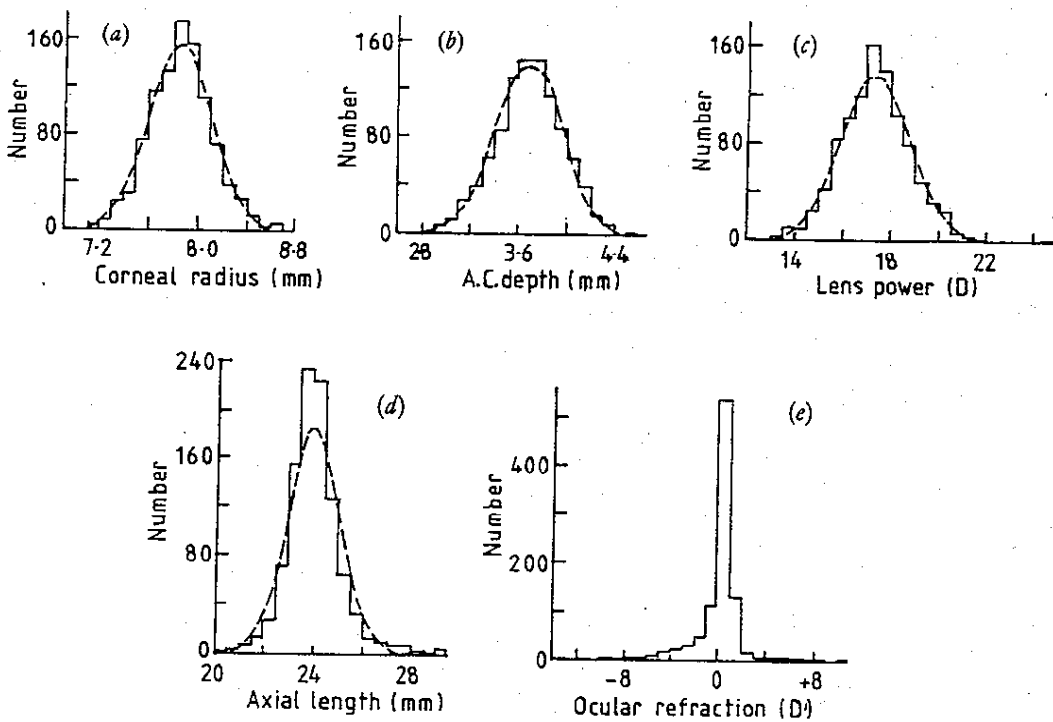 160
80
0
Number
(a)
7·2
8·0
8·8
Corneal radius (mm)
160
80
0
Number
(b)
28
3·6
4·4
A.C.depth (mm)
160
80
0
Number
(c)
14
18
22
Lens power (D)
240
160
80
0
Number
(d)
20
24
28
Axial length (mm)
400
200
0
Number
(e)
-8
0
+8
Ocular refraction (D)